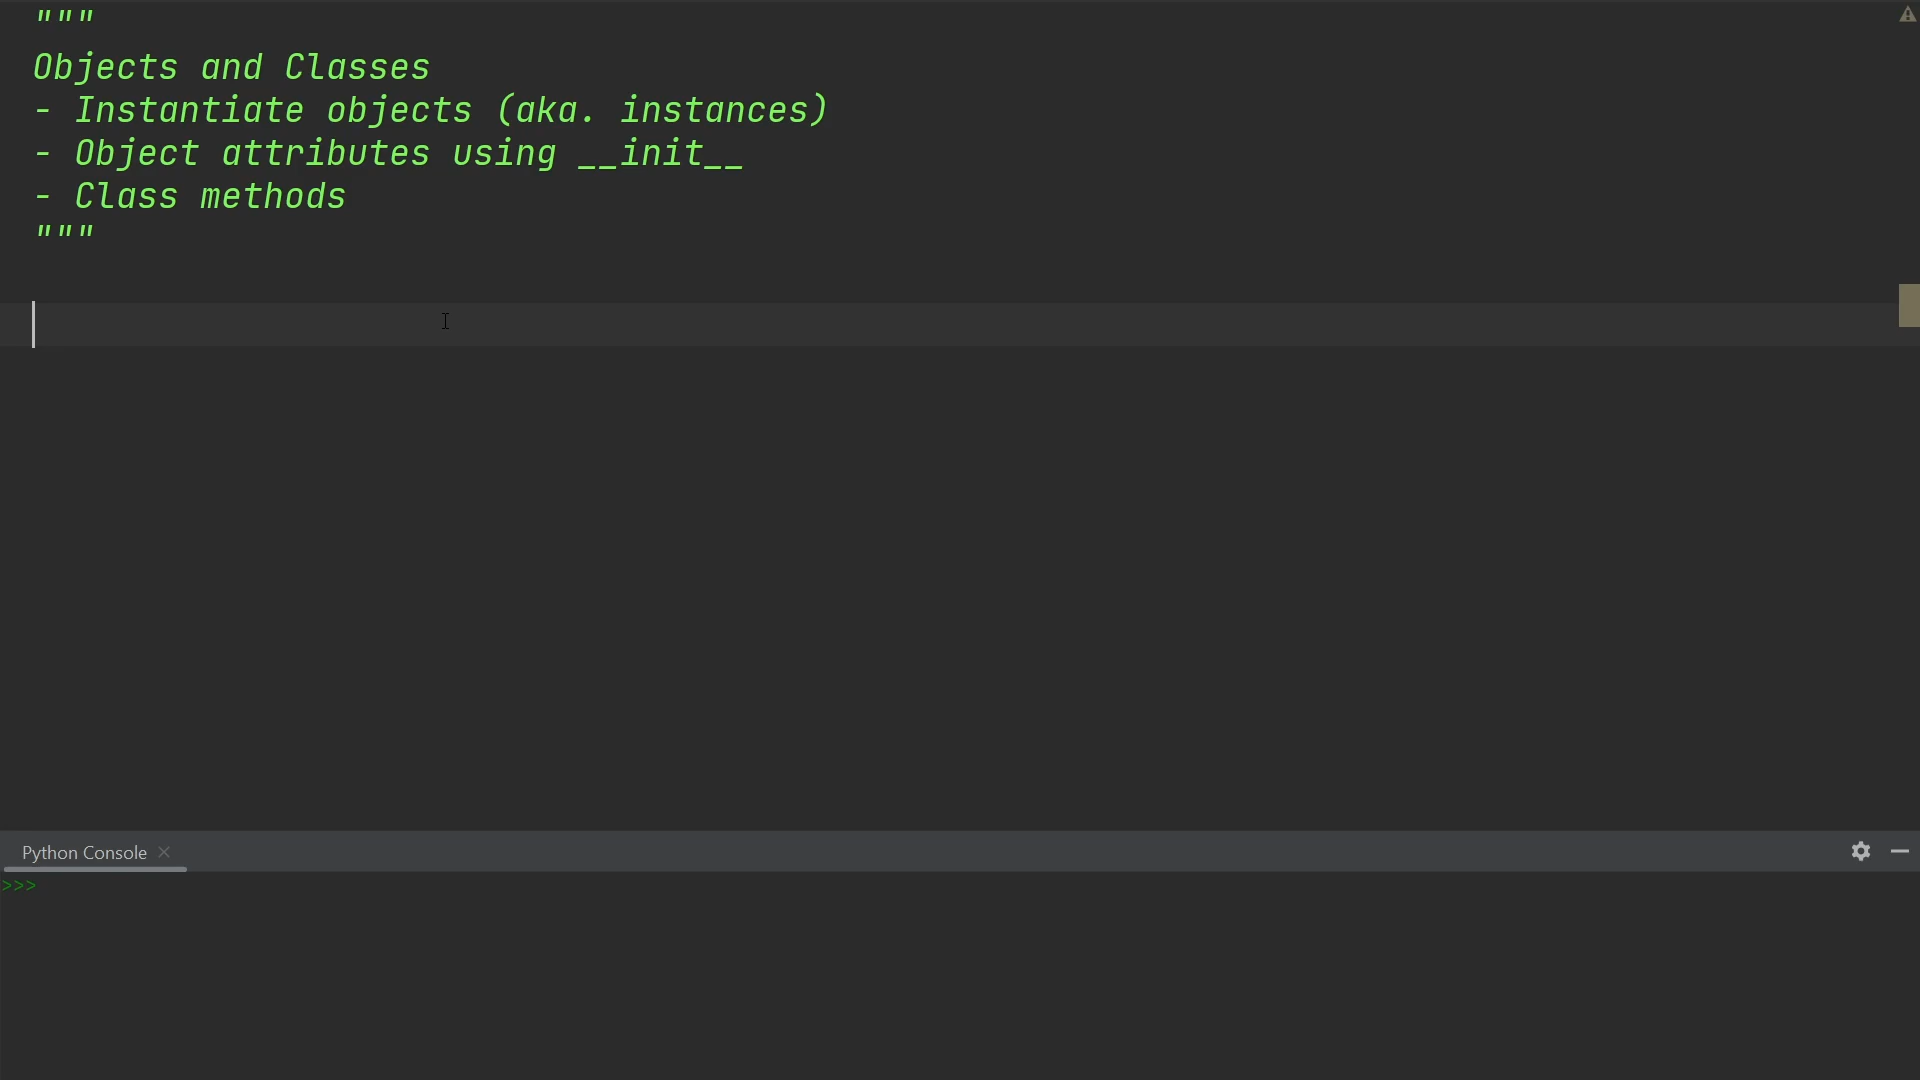 """
Objects and Classes
- Instantiate objects (aka. instances)
- Object attributes using __init__
- Class methods
"""
Python Console
>>>